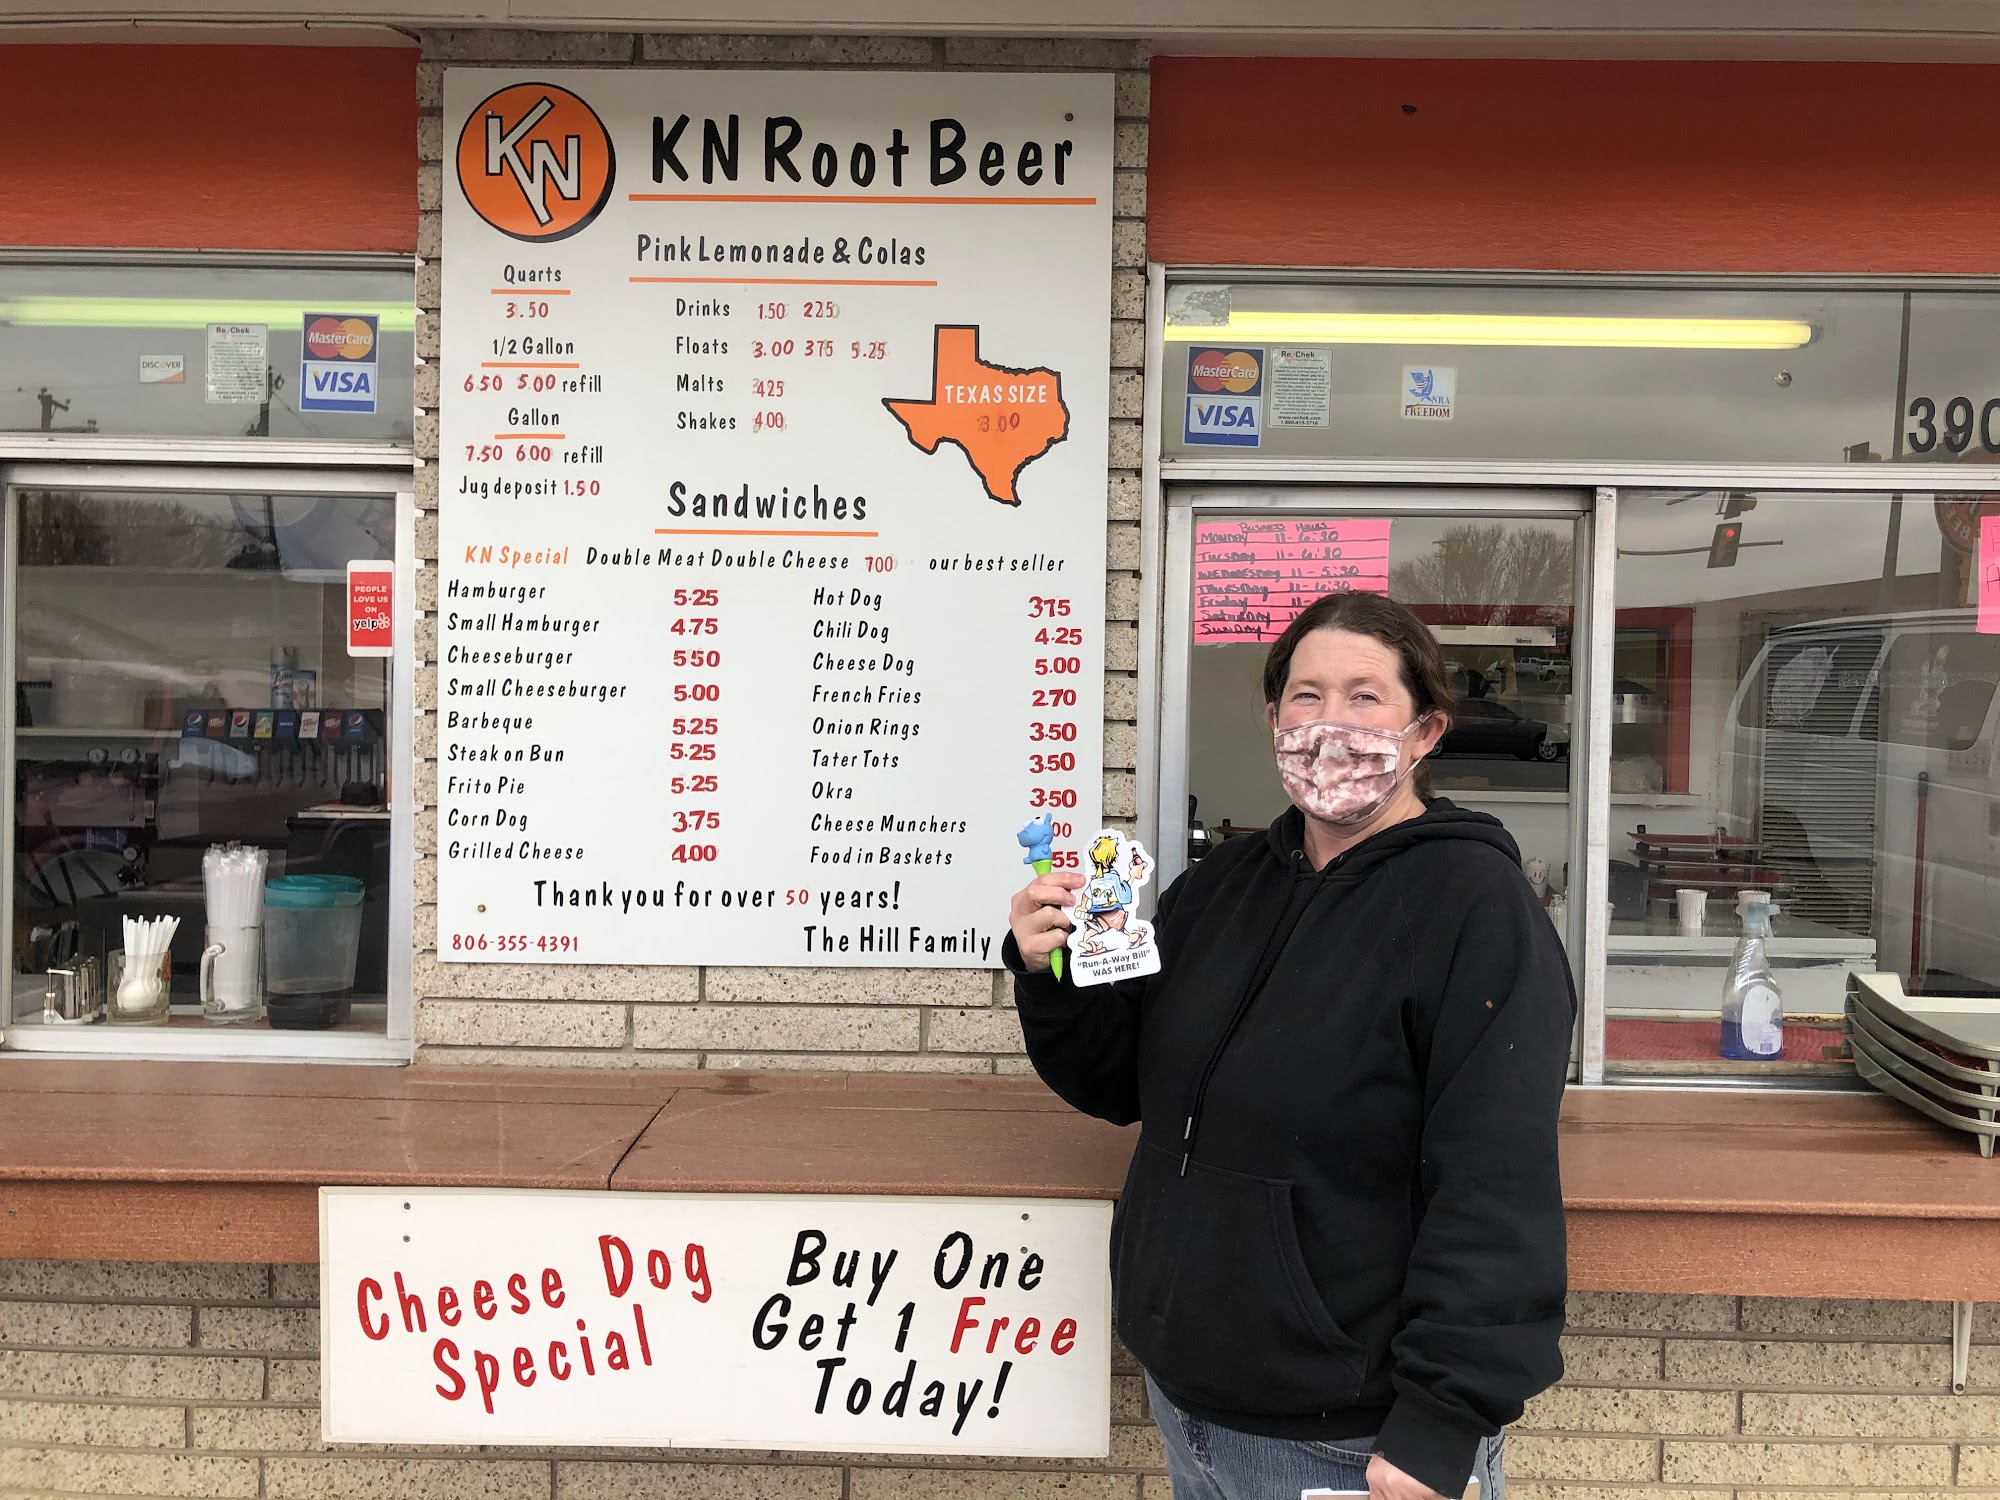 KN
KN Root Beer
Pink Lemonade & Colas
Quarts
3.50
1/2 Gallon
6.50 5.00 refill
Gallon
7.50 6.00 refill
Jug deposit 1.50
Drinks 1.50 2.25
Floats 3.00 3.75 5.25
Malts 4.25
Shakes 4.00
TEXAS SIZE
3.00
Sandwiches
KN Special Double Meat Double Cheese 7.00 our best seller
Hamburger 5.25
Small Hamburger 4.75
Cheeseburger 5.50
Small Cheeseburger 5.00
Barbeque 5.25
Steak on Bun 5.25
Frito Pie 5.25
Corn Dog 3.75
Grilled Cheese 4.00
Hot Dog 3.75
Chili Dog 4.25
Cheese Dog 5.00
French Fries 2.70
Onion Rings 3.50
Tater Tots 3.50
Okra 3.50
Cheese Munchers 00
Food in Baskets 55
Thank you for over 50 years!
806-355-4391
The Hill Family
Cheese Dog
Special
Buy One
Get 1 Free
Today!
"Run-A-Way Bill"
WAS HERE!
DISCOVER
MasterCard
VISA
PEOPLE
LOVE US
ON
yelp
MasterCard
VISA
NRA
FREEDOM
390
BUSINESS HOURS
MONDAY 11-6:30
TUESDAY 11-6:30
WEDNESDAY 11-5:30
THURSDAY 11-6:30
Friday 11-
Saturday
Sunday